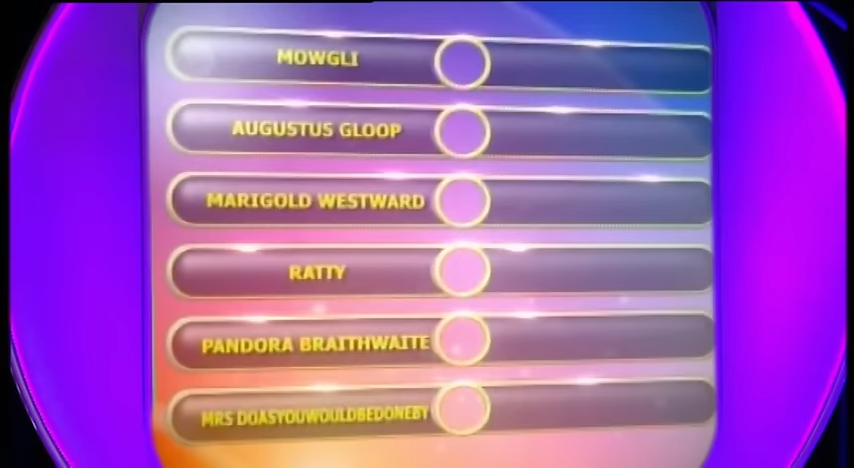 MOWGLI
AUGUSTUS GLOOP
MARIGOLD WESTWARD
RATTY
PANDORA BRAITHWAITE
MRS DOASYOUWOULDBEDONEBY